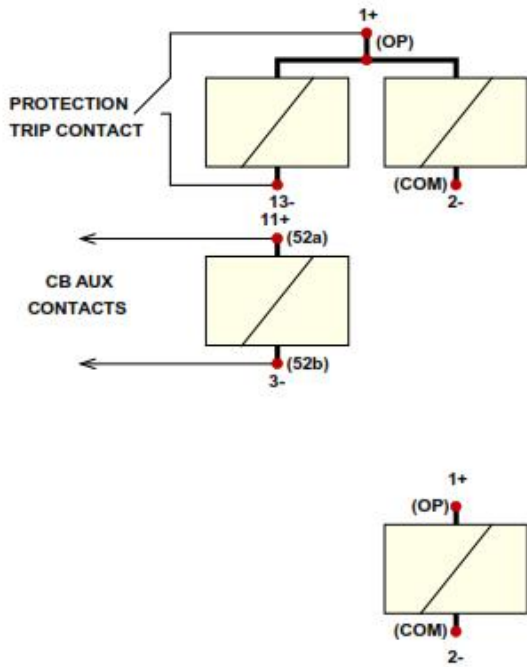 1+
(OP)
PROTECTION
TRIP CONTACT
(COM)
13-
2-
11+
(52a)
CB AUX
CONTACTS
(52b)
3-
1+
(OP)
(COM)
2-